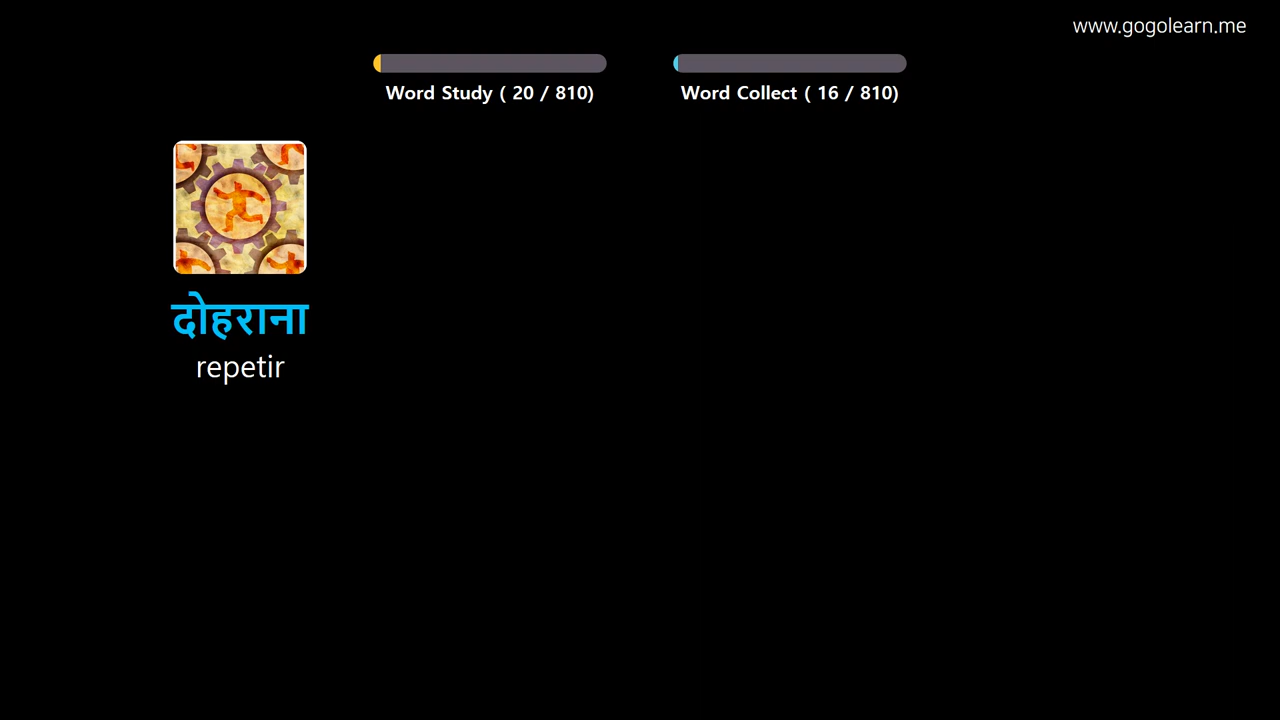 www.gogolearn.me
Word Study ( 20 / 810)
Word Collect ( 16 / 810)
दोहराना
repetir